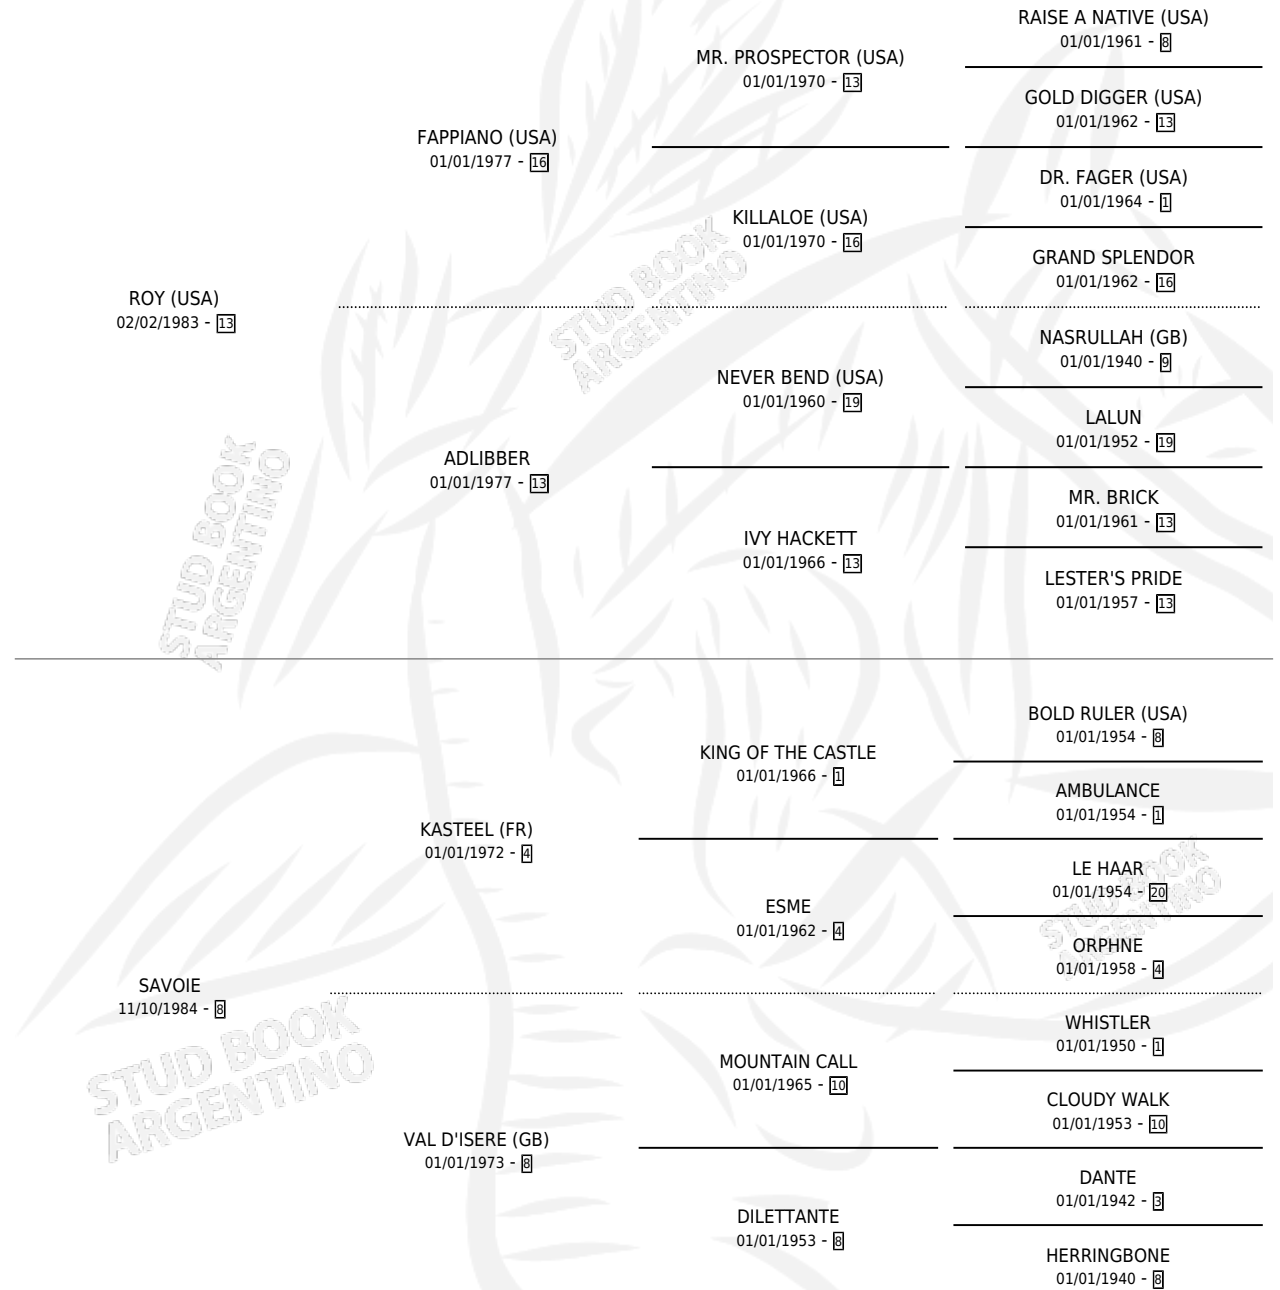 RAISE A NATIVE (USA)
01/01/1961 - 8
MR. PROSPECTOR (USA)
01/01/1970 - 13
GOLD DIGGER (USA)
01/01/1962 - 13
FAPPIANO (USA)
01/01/1977 - 16
DR. FAGER (USA)
01/01/1964 - 1
KILLALOE (USA)
01/01/1970 - 16
GRAND SPLENDOR
01/01/1962 - 16
ROY (USA)
02/02/1983 - 13
NASRULLAH (GB)
01/01/1940 - 9
NEVER BEND (USA)
01/01/1960 - 19
LALUN
01/01/1952 - 19
ADLIBBER
01/01/1977 - 13
MR. BRICK
01/01/1961 - 13
IVY HACKETT
01/01/1966 - 13
LESTER'S PRIDE
01/01/1957 - 13
BOLD RULER (USA)
01/01/1954 - 8
KING OF THE CASTLE
01/01/1966 - 1
AMBULANCE
01/01/1954 - 1
KASTEEL (FR)
01/01/1972 - 4
LE HAAR
01/01/1954 - 20
ESME
01/01/1962 - 4
ORPHNE
01/01/1958 - 4
SAVOIE
11/10/1984 - 8
WHISTLER
01/01/1950 - 1
MOUNTAIN CALL
01/01/1965 - 10
CLOUDY WALK
01/01/1953 - 10
VAL D'ISERE (GB)
01/01/1973 - 8
DANTE
01/01/1942 - 3
DILETTANTE
01/01/1953 - 8
HERRINGBONE
01/01/1940 - 8
STUD BOOK
ARGENTINO
STUD BOOK
ARGENTINO
STUD BOOK
ARGENTINO
STUD BOOK
ARGENTINO